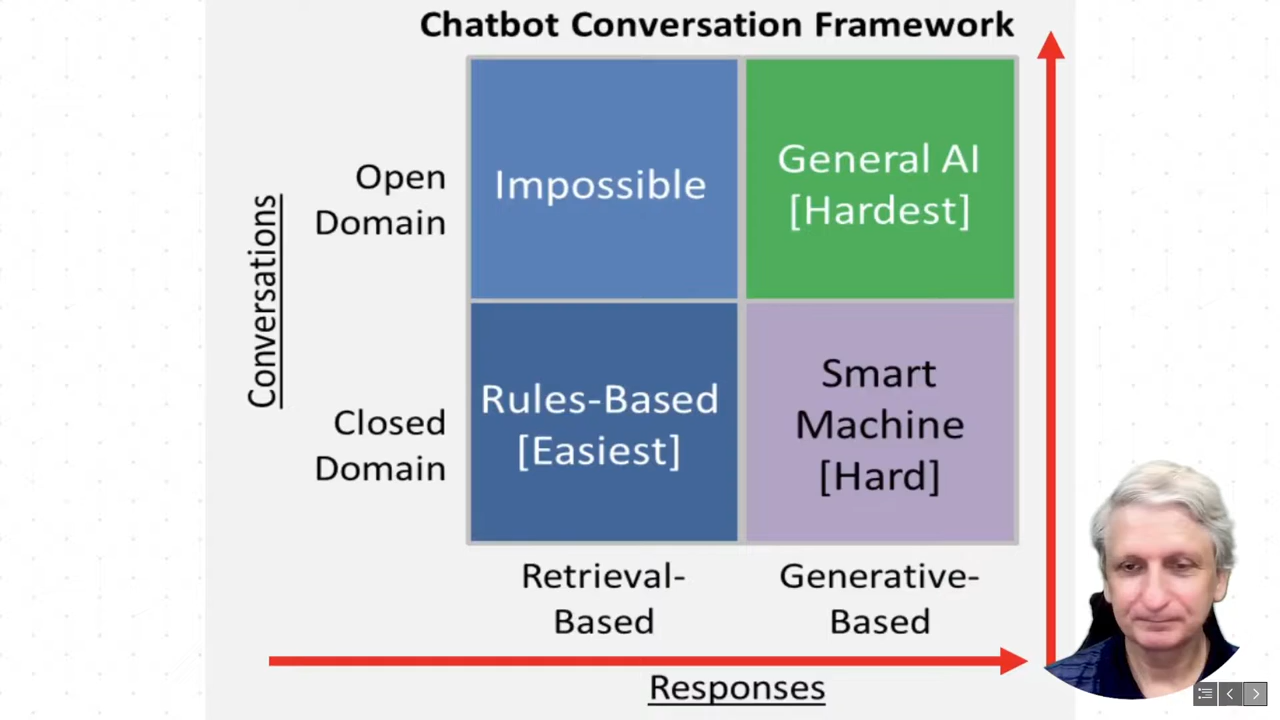 Chatbot Conversation Framework
Conversations
Open
Domain
Impossible
General AI
[Hardest]
Closed
Domain
Rules-Based
[Easiest]
Smart
Machine
[Hard]
Retrieval-
Based
Generative-
Based
Responses